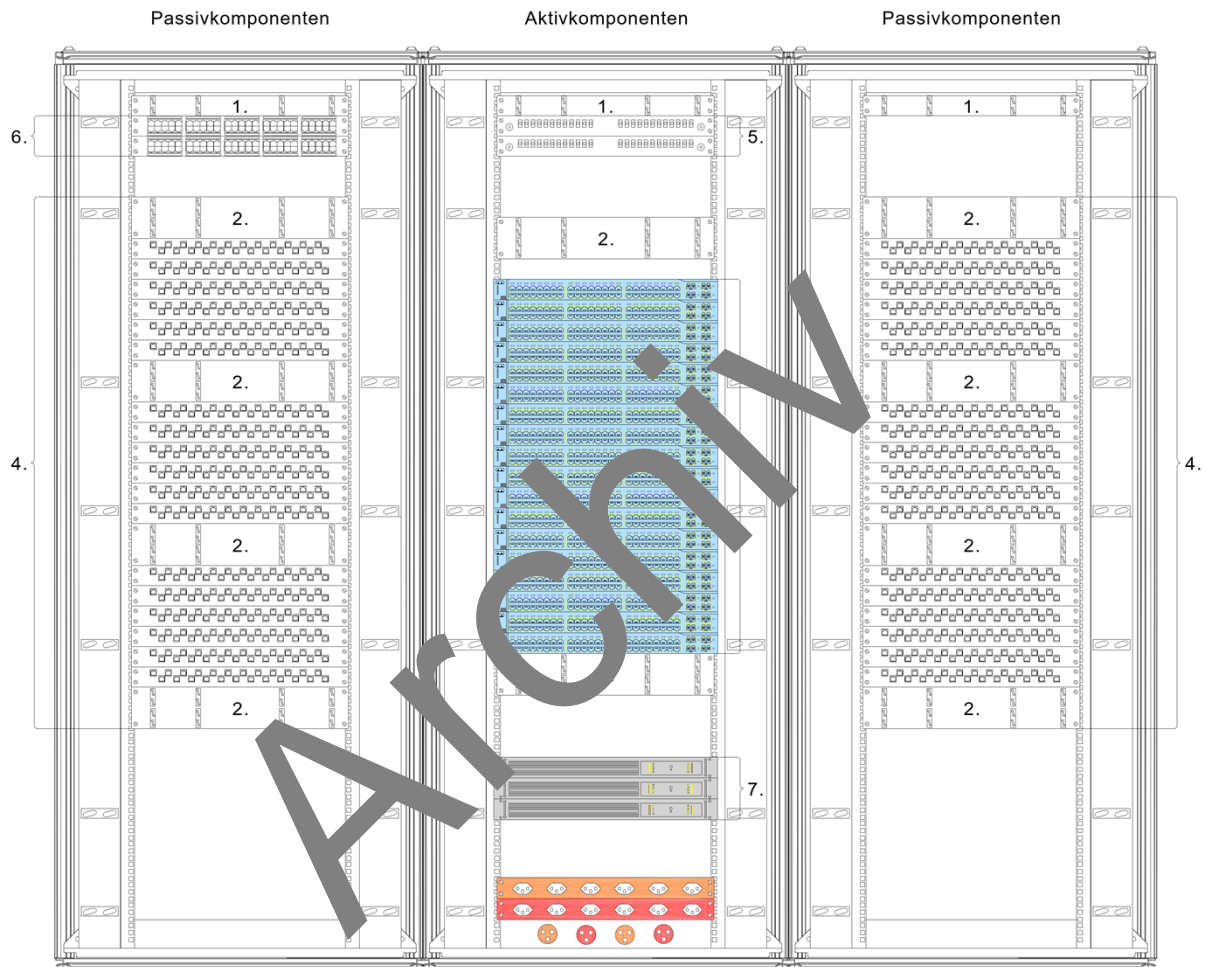 Passivkomponenten Aktivkomponenten Passivkomponenten
1. 1. 1.
6. 5.
2. 2.
2.
2. 2.
4. 4.
2. 2.
2. 2.
7.
Archiv